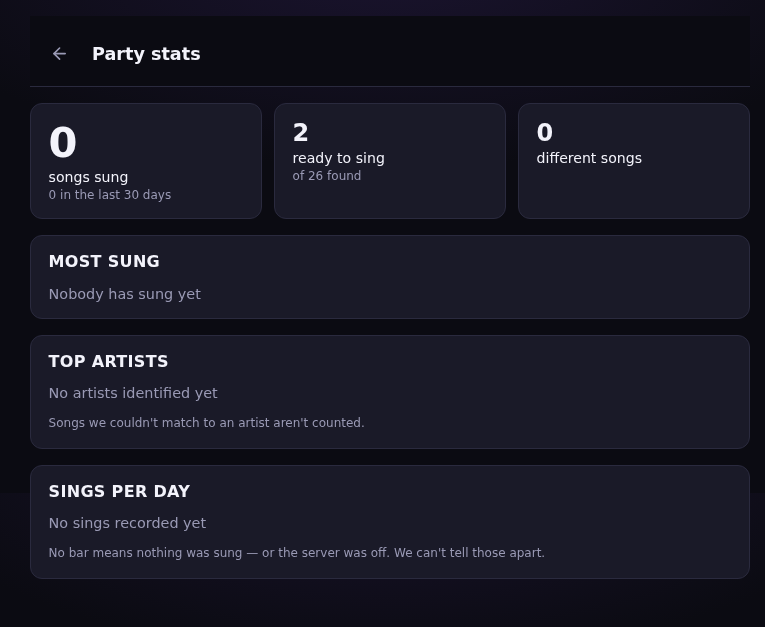 Party stats
0
songs sung
0 in the last 30 days
2
ready to sing
of 26 found
0
different songs
MOST SUNG
Nobody has sung yet
TOP ARTISTS
No artists identified yet
Songs we couldn't match to an artist aren't counted.
SINGS PER DAY
No sings recorded yet
No bar means nothing was sung — or the server was off. We can't tell those apart.